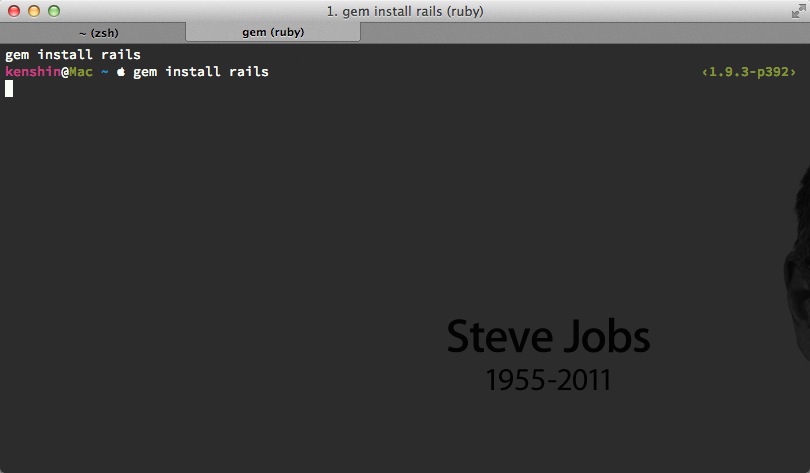 1. gem install rails (ruby)
~ (zsh)
gem (ruby)
gem install rails
kenshin@Mac ~  gem install rails ‹1.9.3-p392›
Steve Jobs
1955-2011